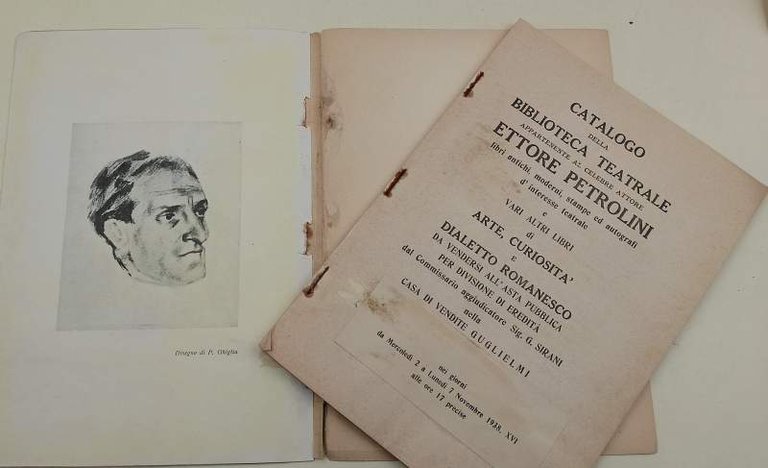 Disegno di P. Ghiglia
CATALOGO
DELLA
BIBLIOTECA TEATRALE
APPARTENENTE AL CELEBRE ATTORE
ETTORE PETROLINI
libri antichi, moderni, stampe ed autografi
d'interesse teatrale
e
VARI ALTRI LIBRI
di
ARTE, CURIOSITA'
E
DIALETTO ROMANESCO
DA VENDERSI ALL'ASTA PUBBLICA
PER DIVISIONE DI EREDITÀ
dal Commissario aggiudicatore Sig. G. SIRANI
nella
CASA DI VENDITE GUGLIELMI
nei giorni
da Mercoledì 2 a Lunedì 7 Novembre 1938, XVI
alle ore 17 precise